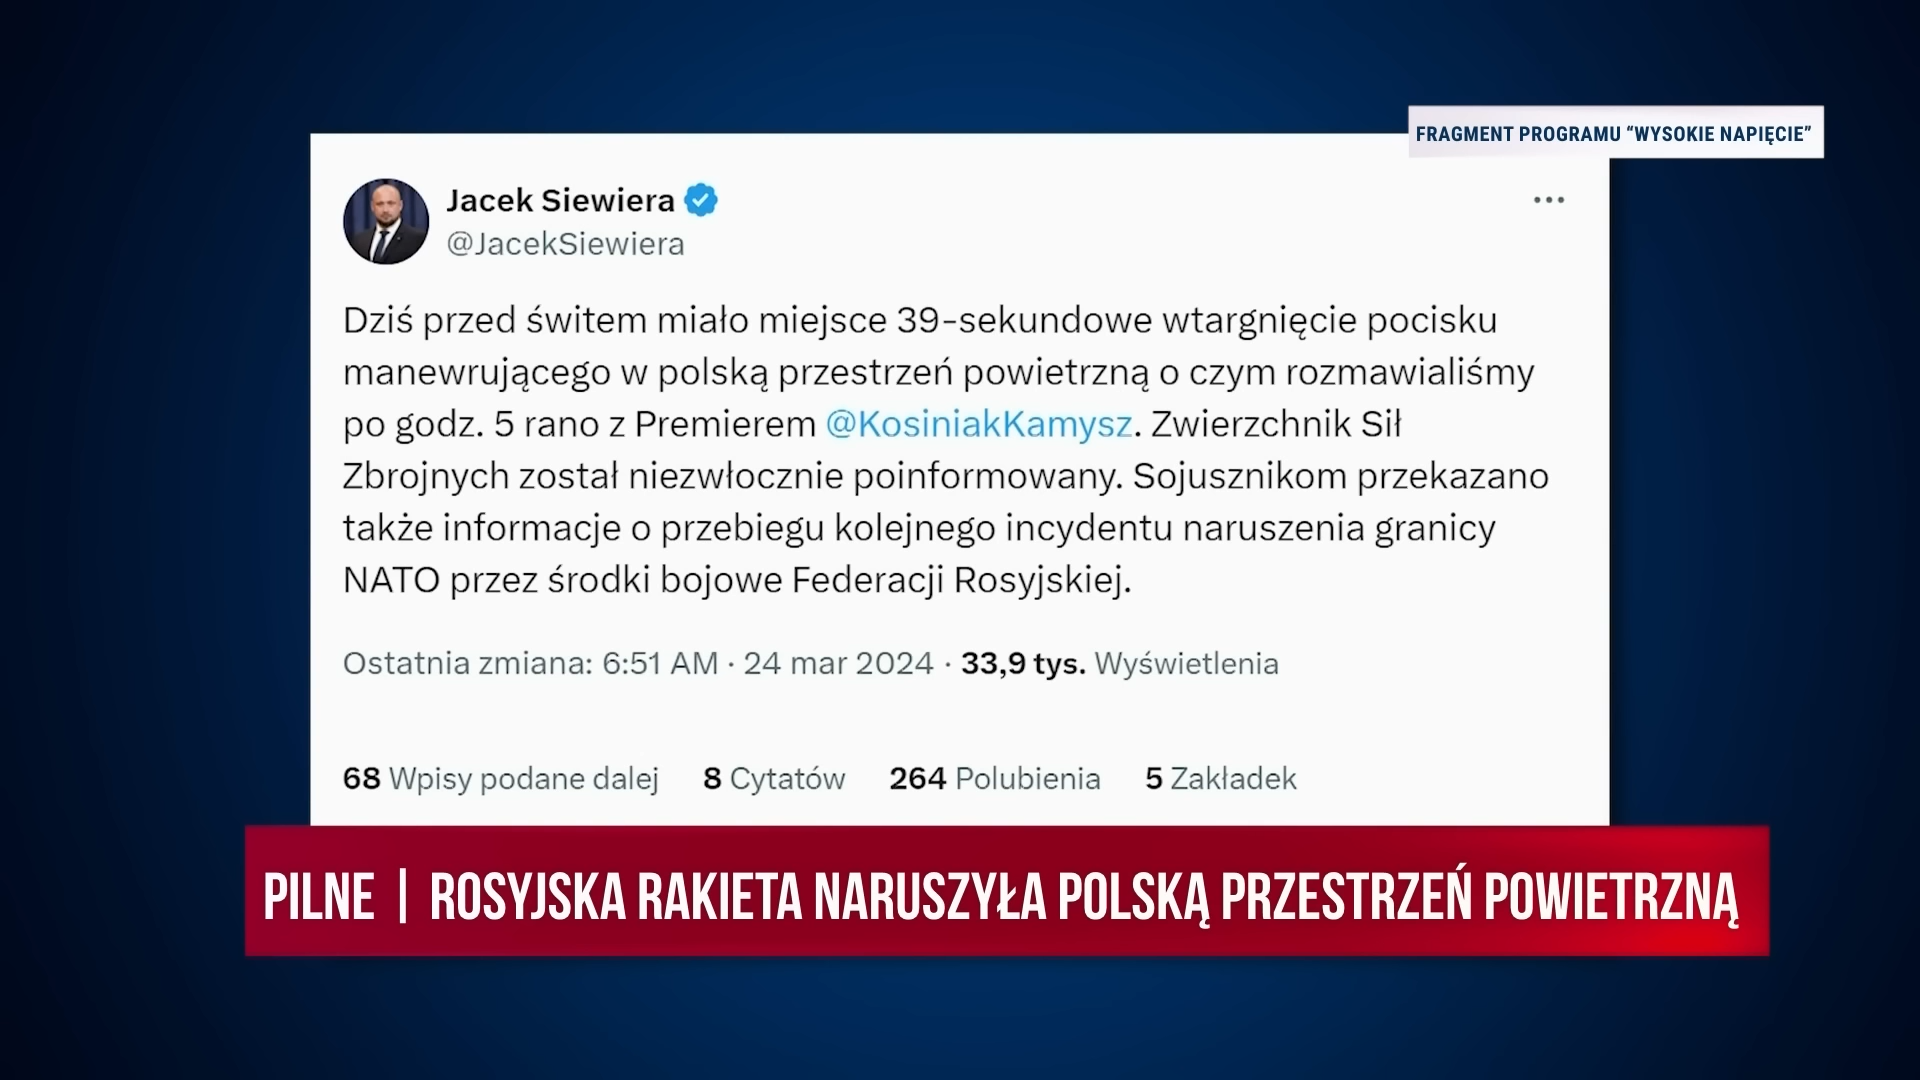 FRAGMENT PROGRAMU “WYSOKIE NAPIĘCIE”
Jacek Siewiera
@JacekSiewiera
Dziś przed świtem miało miejsce 39-sekundowe wtargnięcie pocisku
manewrującego w polską przestrzeń powietrzną o czym rozmawialiśmy
po godz. 5 rano z Premierem @KosiniakKamysz. Zwierzchnik Sił
Zbrojnych został niezwłocznie poinformowany. Sojusznikom przekazano
także informacje o przebiegu kolejnego incydentu naruszenia granicy
NATO przez środki bojowe Federacji Rosyjskiej.
Ostatnia zmiana: 6:51 AM · 24 mar 2024 · 33,9 tys. Wyświetlenia
68 Wpisy podane dalej 8 Cytatów 264 Polubienia 5 Zakładek
PILNE | ROSYJSKA RAKIETA NARUSZYŁA POLSKĄ PRZESTRZEŃ POWIETRZNĄ